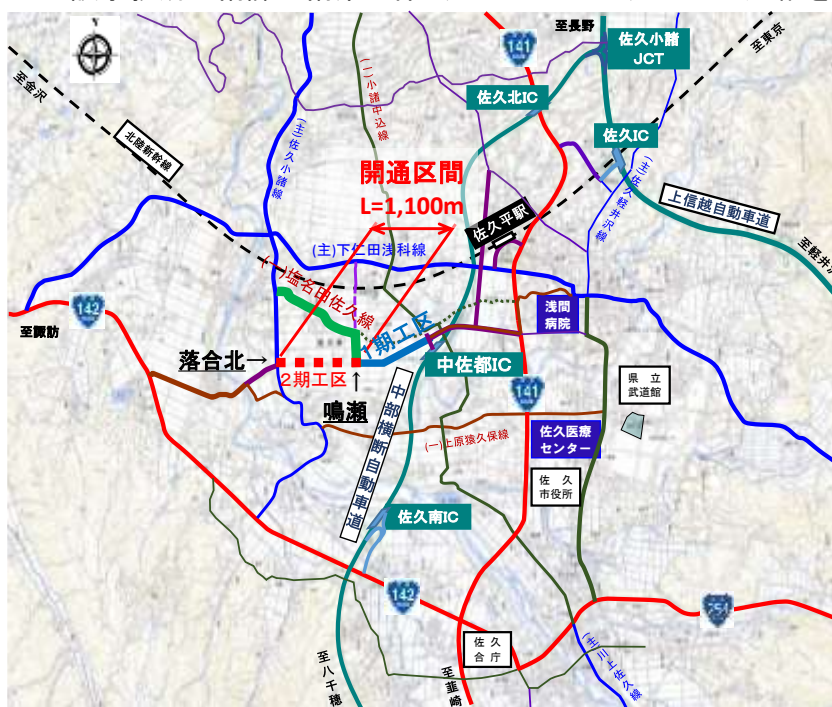 至長野
佐久小諸
JCT
141
至東京
至金沢
(一)小諸中込線
佐久北IC
佐久IC
(主)佐久小諸線
北陸新幹線
開通区間
L=1,100m
(主)佐久軽井沢線
上信越自動車道
佐久平駅
至軽井沢
(主)下仁田浅科線
(一)塩名田佐久線
142
至諏訪
1期工区
浅間
病院
落合北→
2期工区
↑
鳴瀬
中佐都IC
県立
武道館
141
中部横断自動車道
(一)上原猿久保線
佐久医療
センター
佐久
市役所
佐久南IC
142
254
佐久
合庁
(主)川上佐久線
至八千穂
至韮崎